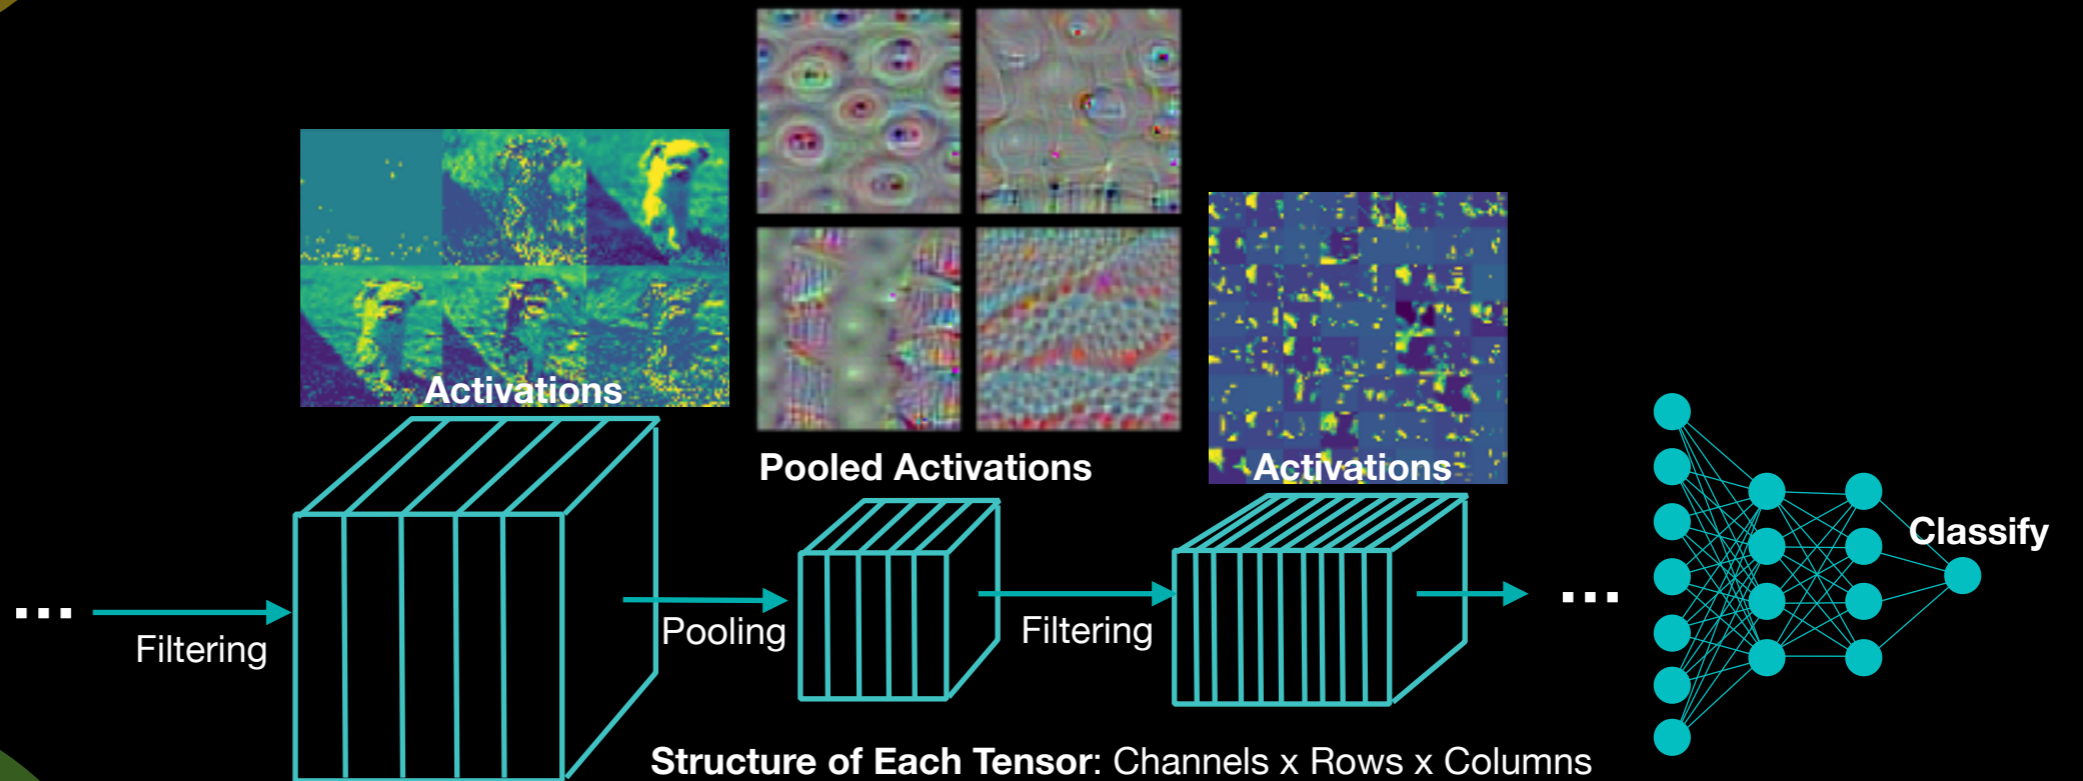 Activations
Pooled Activations
Activations
Classify
...
Filtering
Pooling
Filtering
...
Structure of Each Tensor: Channels x Rows x Columns